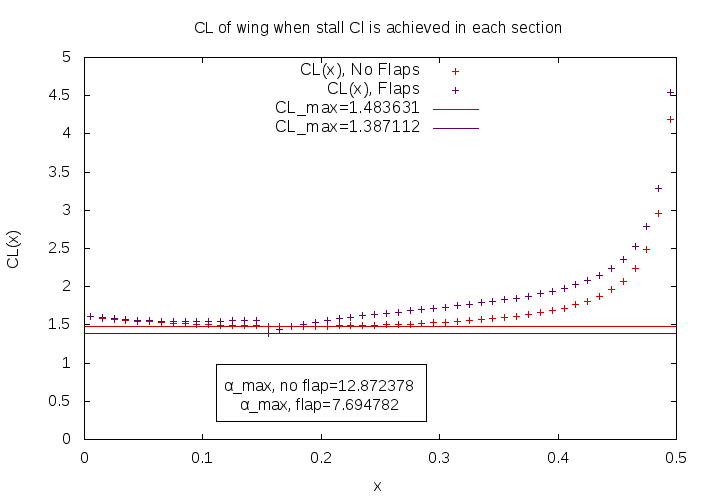 CL of wing when stall Cl is achieved in each section
5
4.5
4
3.5
3
2.5
2
1.5
1
0.5
0
CL(x)
CL(x), No Flaps
CL(x), Flaps
CL_max=1.483631
CL_max=1.387112
α_max, no flap=12.872378
α_max, flap=7.694782
0 0.1 0.2 0.3 0.4 0.5
x